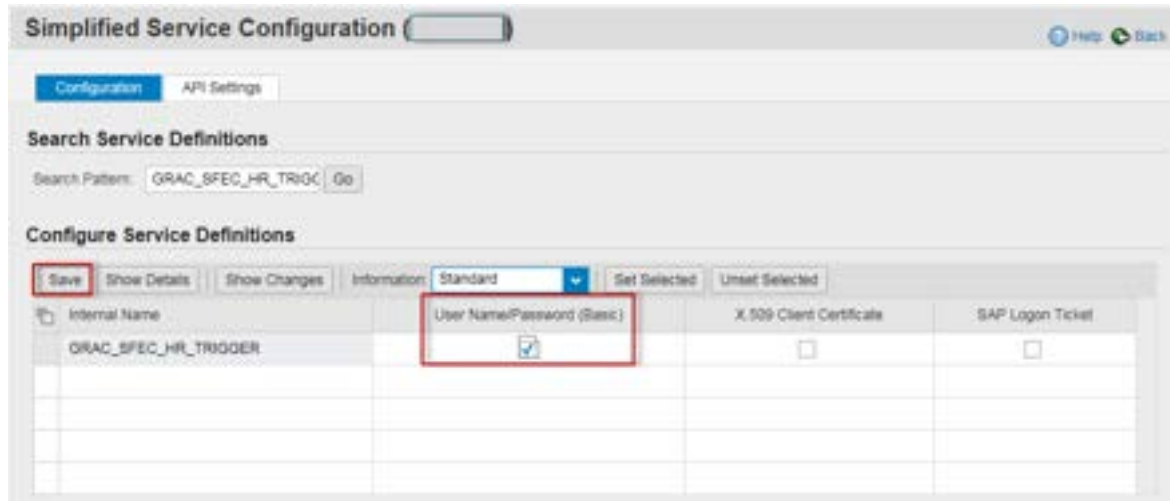 Simplified Service Configuration (        )
Help Back
Configuration API Settings
Search Service Definitions
Search Pattern: GRAC_SFEC_HR_TRIGG Go
Configure Service Definitions
Save Show Details Show Changes Information: Standard Set Selected Unset Selected
Internal Name User Name/Password (Basic) X.509 Client Certificate SAP Logon Ticket
GRAC_SFEC_HR_TRIGGER